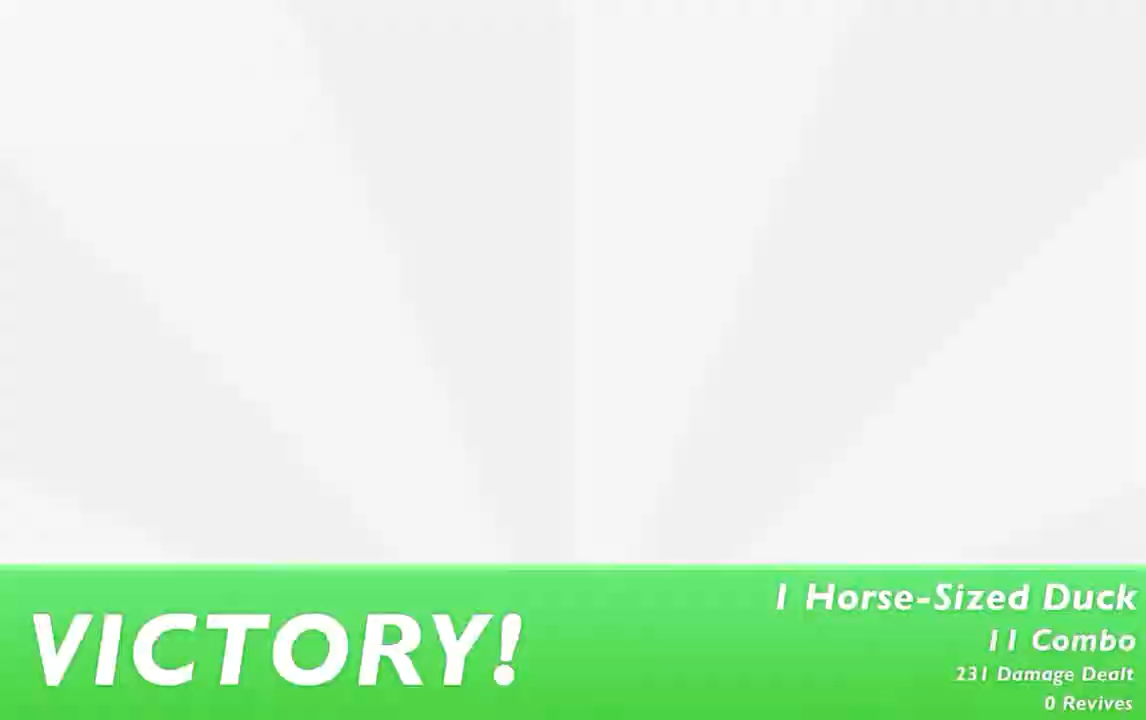 VICTORY!
1 Horse-Sized Duck
11 Combo
231 Damage Dealt
0 Revives